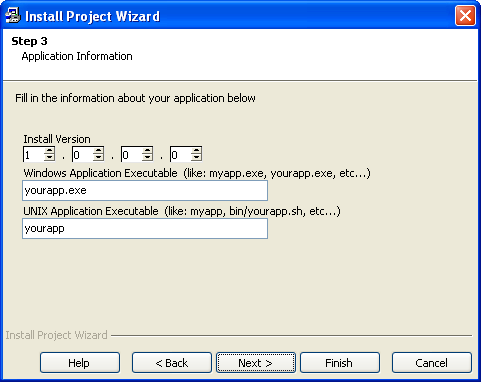 Install Project Wizard
Step 3
Application Information
Fill in the information about your application below
Install Version
1 . 0 . 0 . 0
Windows Application Executable (like: myapp.exe, yourapp.exe, etc...)
yourapp.exe
UNIX Application Executable (like: myapp, bin/yourapp.sh, etc...)
yourapp
Install Project Wizard
Help < Back Next > Finish Cancel